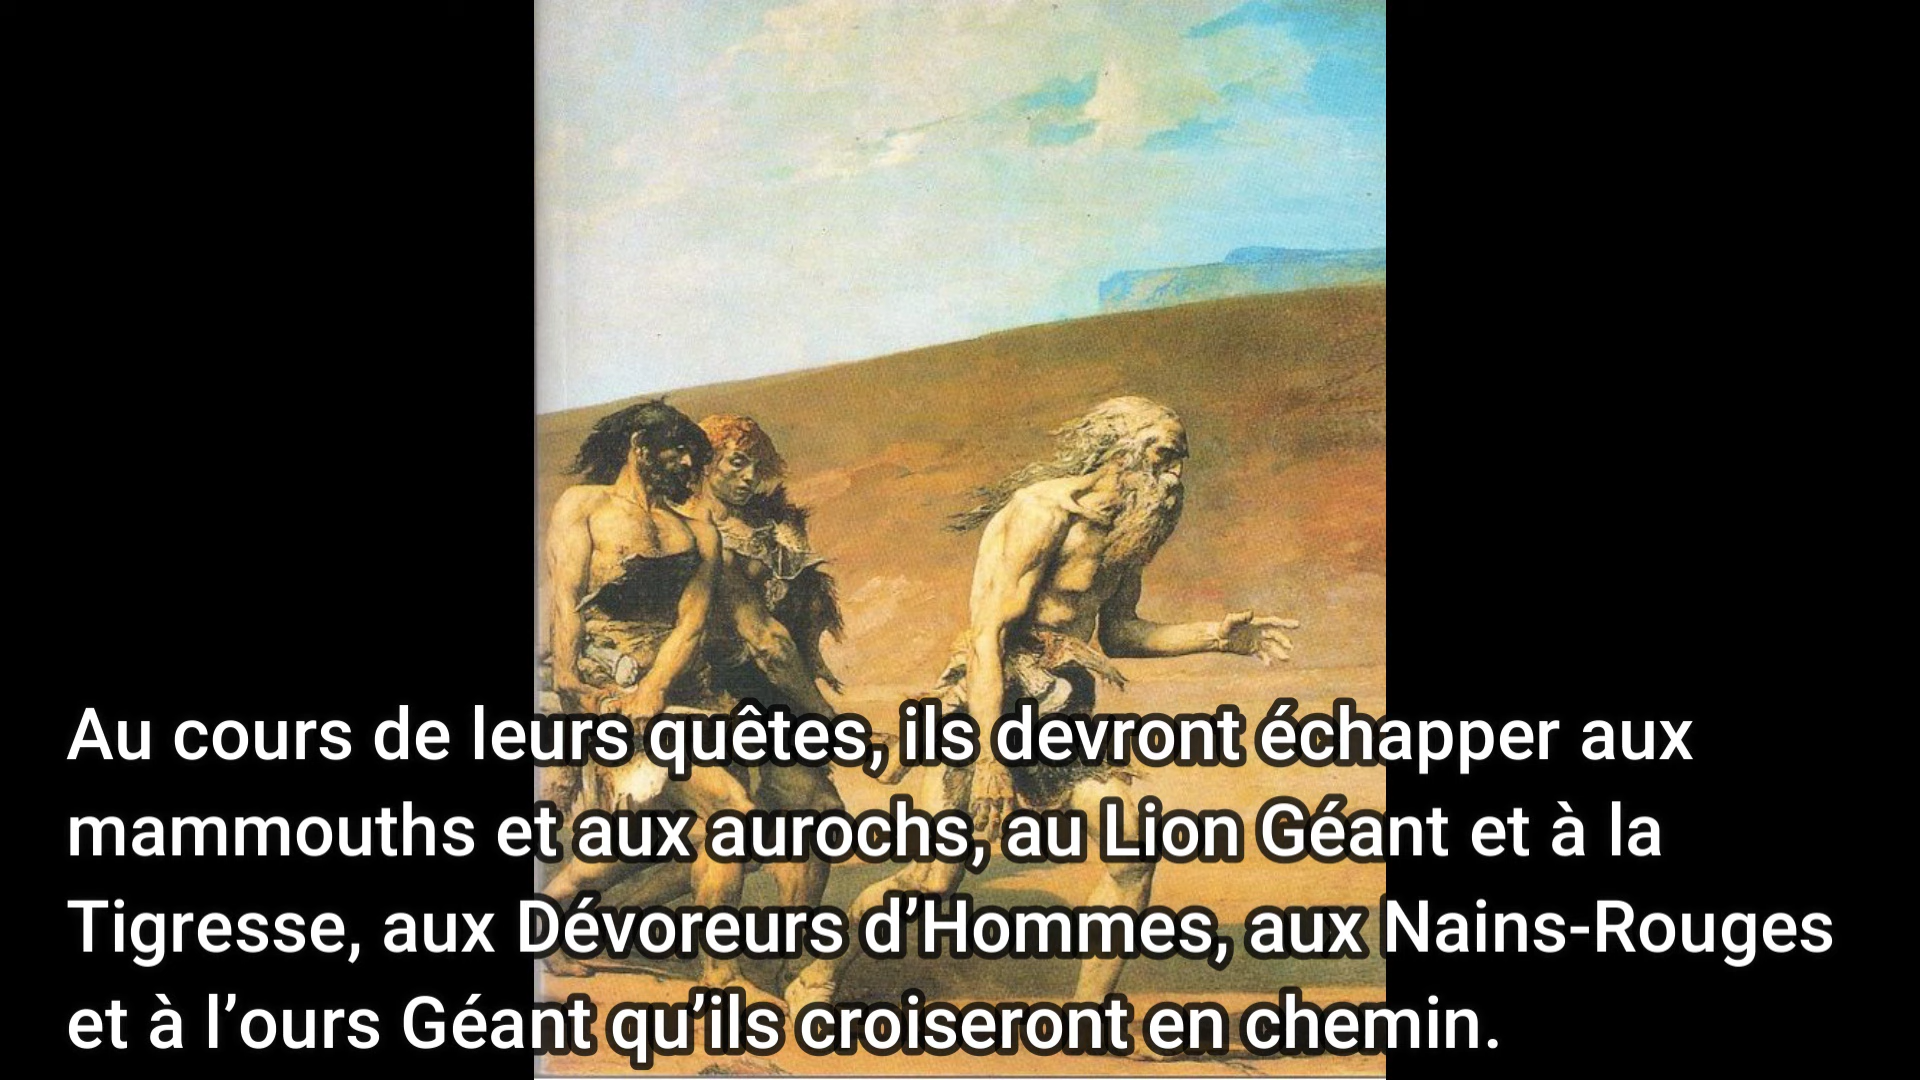 Au cours de leurs quêtes, ils devront échapper aux
mammouths et aux aurochs, au Lion Géant et à la
Tigresse, aux Dévoreurs d’Hommes, aux Nains-Rouges
et à l’ours Géant qu’ils croiseront en chemin.